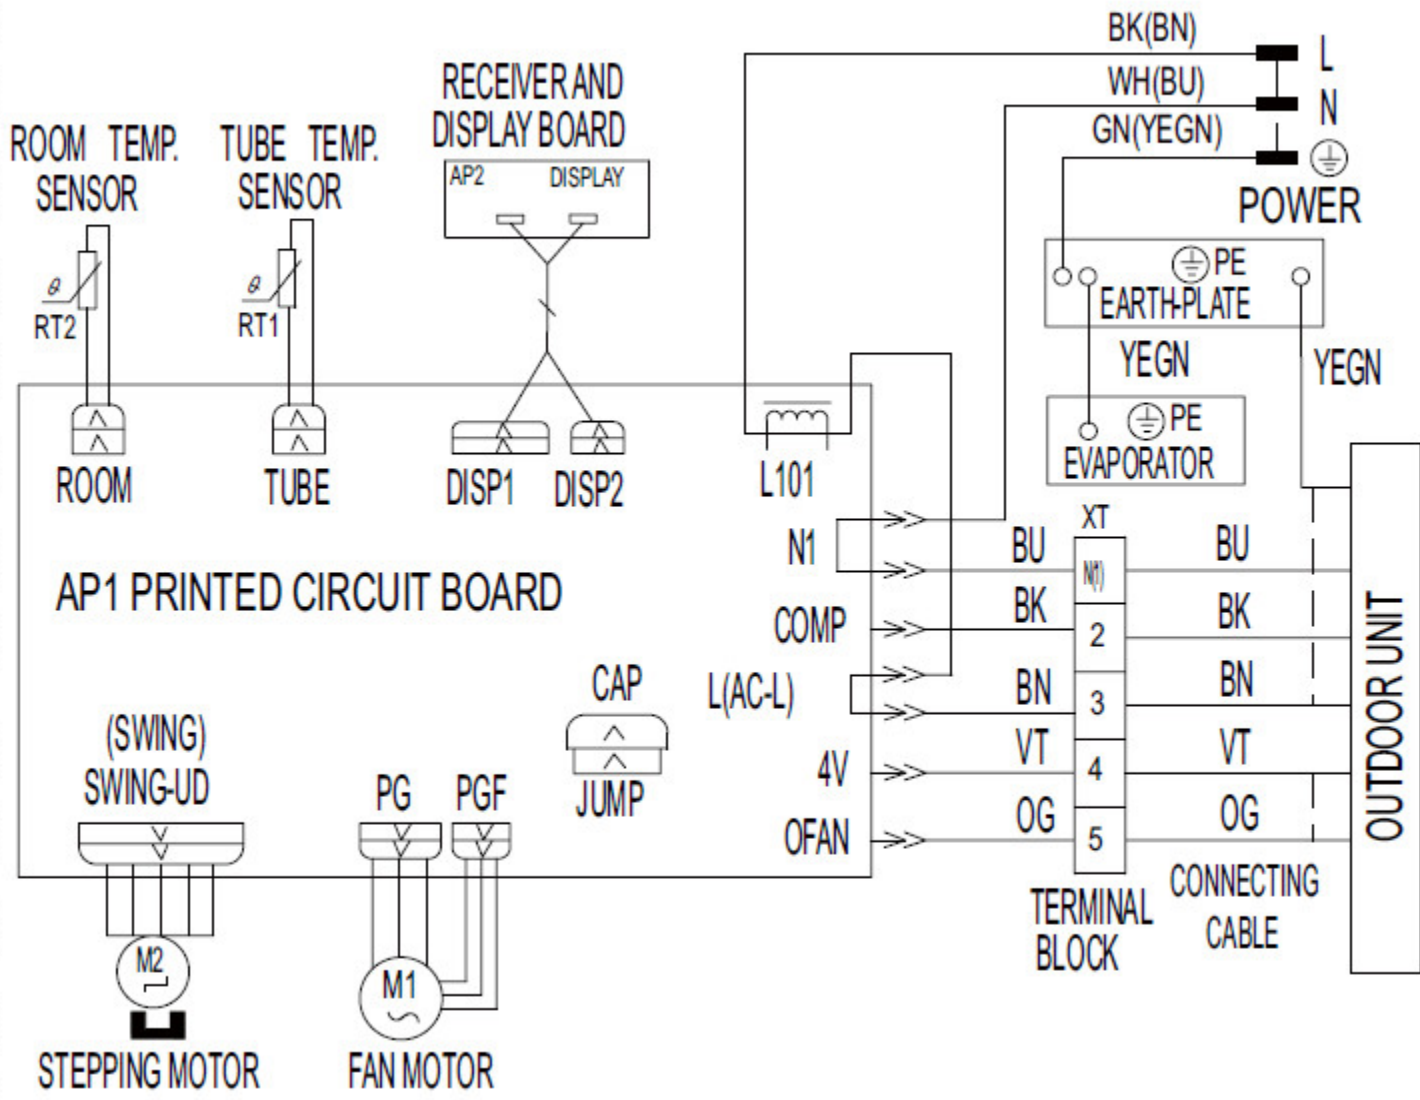 BK(BN)
L
WH(BU)
N
GN(YEGN)
POWER
RECEIVER AND
DISPLAY BOARD
AP2 DISPLAY
ROOM TEMP.
SENSOR
TUBE TEMP.
SENSOR
θ
RT2
θ
RT1
PE
EARTH-PLATE
YEGN
YEGN
PE
EVAPORATOR
ROOM
TUBE
DISP1
DISP2
L101
XT
N1
BU
N(1)
BU
AP1 PRINTED CIRCUIT BOARD
COMP
BK
2
BK
CAP
JUMP
L(AC-L)
BN
3
BN
4V
VT
4
VT
OFAN
OG
5
OG
OUTDOOR UNIT
(SWING)
SWING-UD
PG
PGF
TERMINAL
BLOCK
CONNECTING
CABLE
M2
STEPPING MOTOR
M1
FAN MOTOR